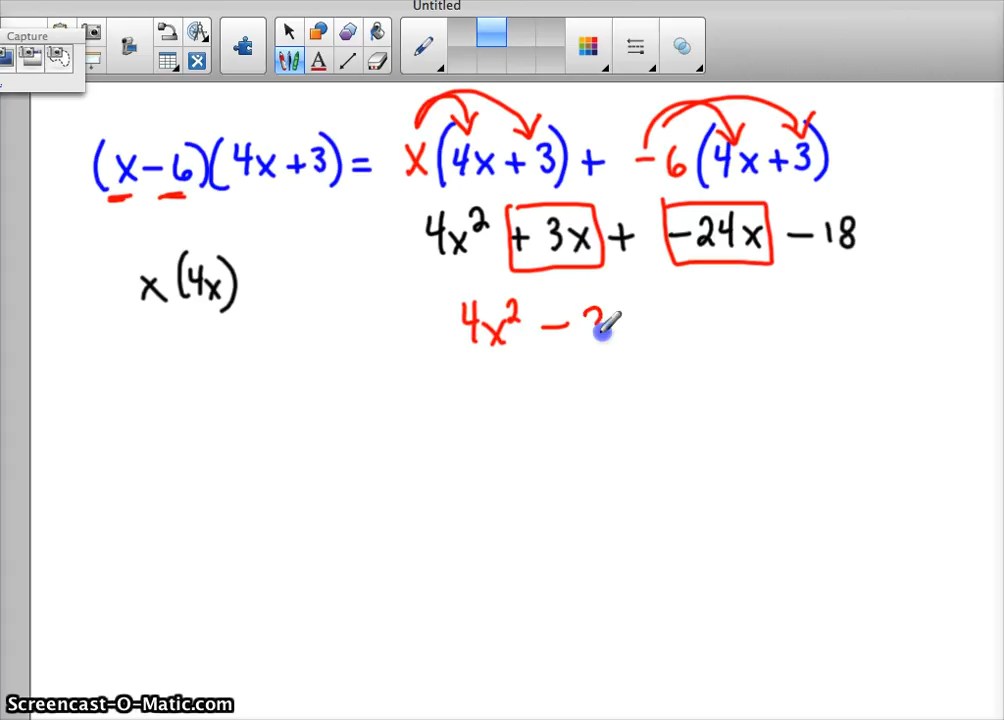 Untitled
Capture
(x-6)(4x+3) = x(4x+3) + -6(4x+3)
4x² + 3x + -24x - 18
x(4x)
4x² -
Screencast-O-Matic.com